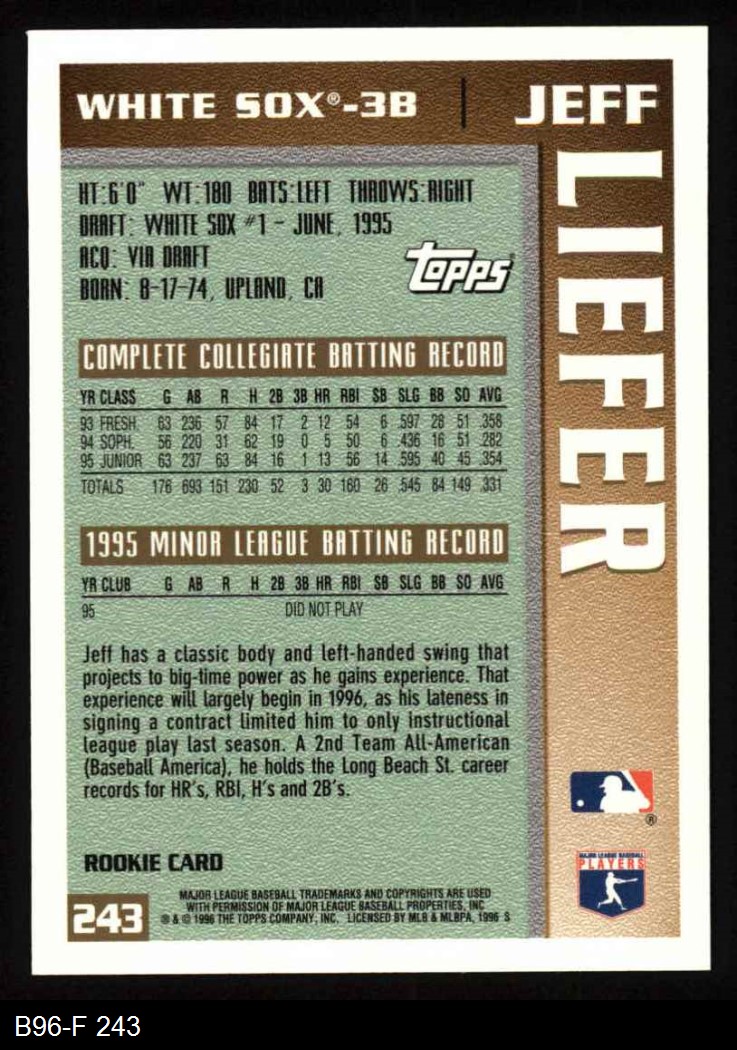 WHITE SOX®-3B
JEFF
LIEFER
HT:6'0" WT:180 BATS:LEFT THROWS:RIGHT
DRAFT: WHITE SOX #1 - JUNE, 1995
ACQ: VIA DRAFT
BORN: 8-17-74, UPLAND, CA
Topps
COMPLETE COLLEGIATE BATTING RECORD
YR CLASS G AB R H 2B 3B HR RBI SB SLG BB SO AVG
93 FRESH. 63 236 57 84 17 2 12 54 6 .597 28 51 .358
94 SOPH. 56 220 31 62 19 0 5 50 6 .436 16 51 .282
95 JUNIOR 63 237 63 84 16 1 13 56 14 .595 40 45 .354
TOTALS 176 693 151 230 52 3 30 160 26 .545 84 149 .331
1995 MINOR LEAGUE BATTING RECORD
YR CLUB G AB R H 2B 3B HR RBI SB SLG BB SO AVG
95 DID NOT PLAY
Jeff has a classic body and left-handed swing that
projects to big-time power as he gains experience. That
experience will largely begin in 1996, as his lateness in
signing a contract limited him to only instructional
league play last season. A 2nd Team All-American
(Baseball America), he holds the Long Beach St. career
records for HR's, RBI, H's and 2B's.
ROOKIE CARD
243
MAJOR LEAGUE BASEBALL TRADEMARKS AND COPYRIGHTS ARE USED
WITH PERMISSION OF MAJOR LEAGUE BASEBALL PROPERTIES, INC
® & © 1996 THE TOPPS COMPANY, INC. LICENSED BY MLB & MLBPA, 1996 S
®
MAJOR LEAGUE BASEBALL
PLAYERS
B96-F 243